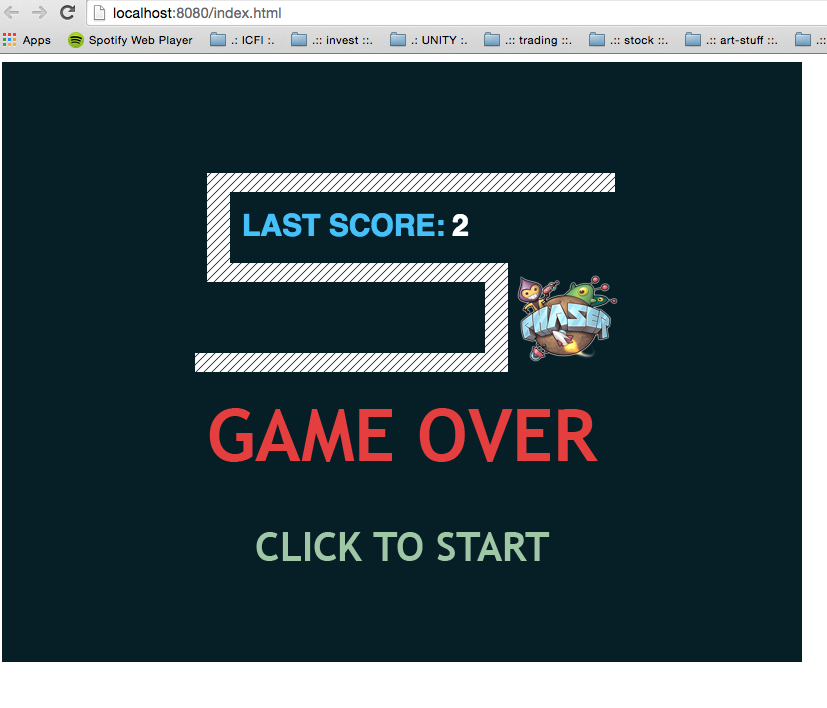 localhost:8080/index.html
Apps Spotify Web Player .: ICFI :. .:: invest ::. .: UNITY :. .:: trading ::. .:: stock ::. .:: art-stuff ::. .::
LAST SCORE: 2
PHASER
GAME OVER
CLICK TO START